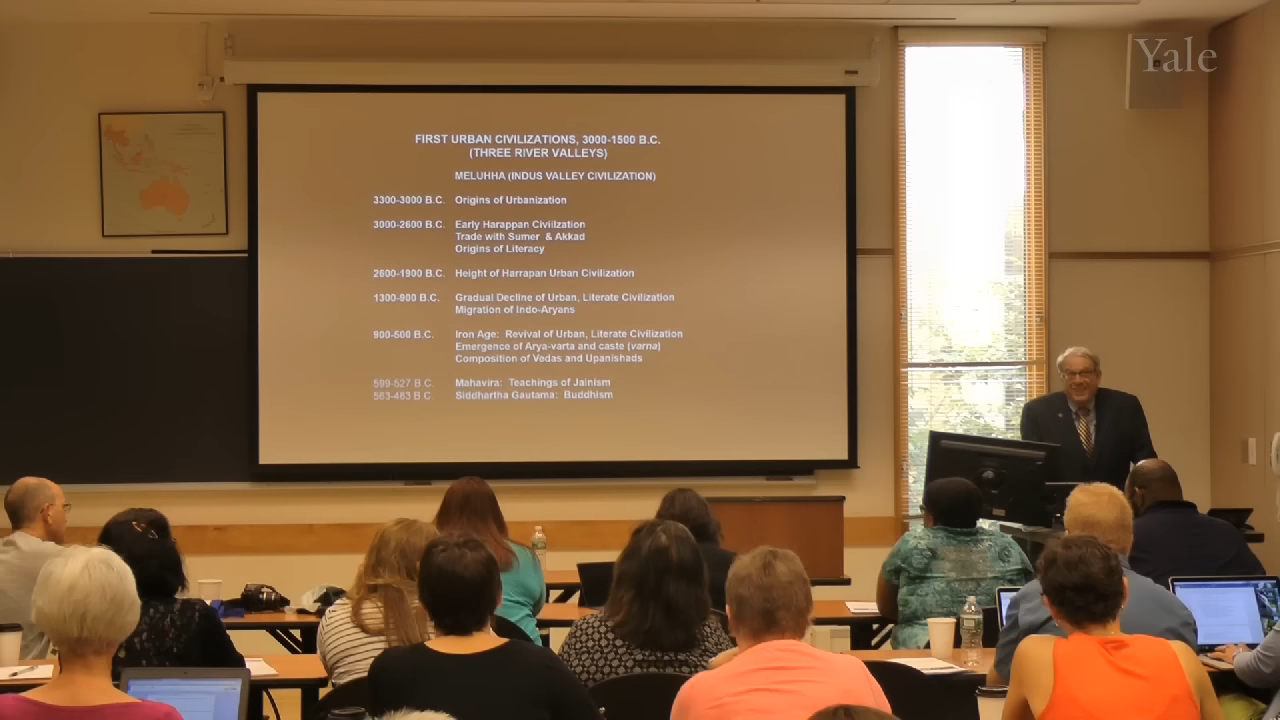 Yale
FIRST URBAN CIVILIZATIONS, 3000-1500 B.C.
(THREE RIVER VALLEYS)
MELUHHA (INDUS VALLEY CIVILIZATION)
3300-3000 B.C. Origins of Urbanization
3000-2600 B.C. Early Harappan Civilization
Trade with Sumer & Akkad
Origins of Literacy
2600-1900 B.C. Height of Harrapan Urban Civilization
1300-900 B.C. Gradual Decline of Urban, Literate Civilization
Migration of Indo-Aryans
900-500 B.C. Iron Age: Revival of Urban, Literate Civilization
Emergence of Arya-varta and caste (varna)
Composition of Vedas and Upanishads
599-527 B.C. Mahavira: Teachings of Jainism
563-483 B.C. Siddhartha Gautama: Buddhism